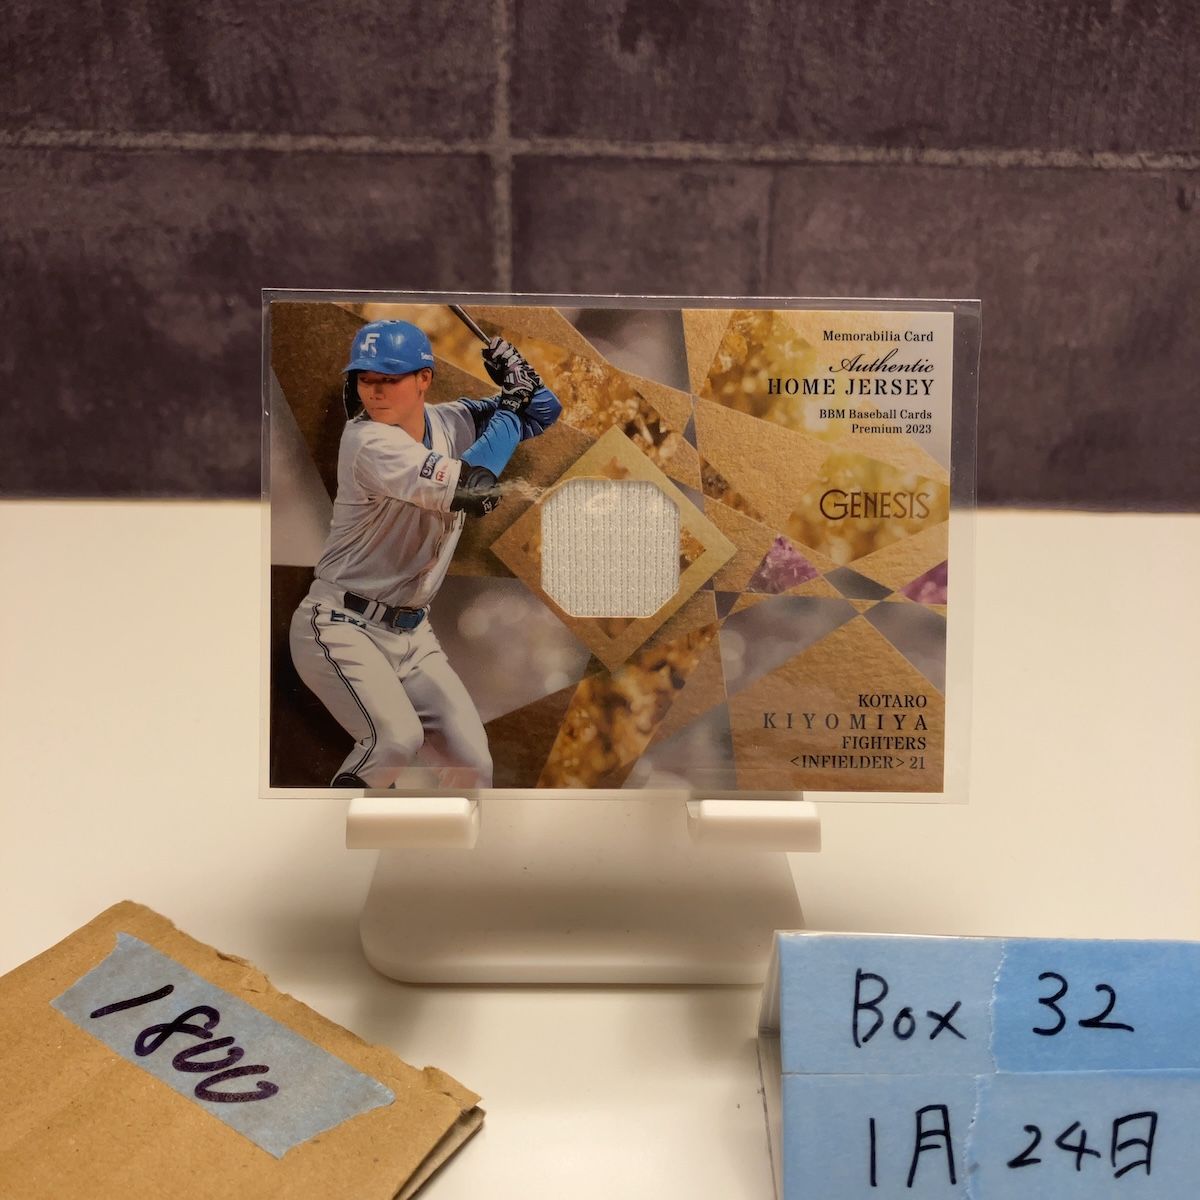 Memorabilia Card
Authentic
HOME JERSEY
BBM Baseball Cards
Premium 2023
GENESIS
KOTARO
KIYOMIYA
FIGHTERS
<INFIELDER> 21
1800
Box 32
1月 24日